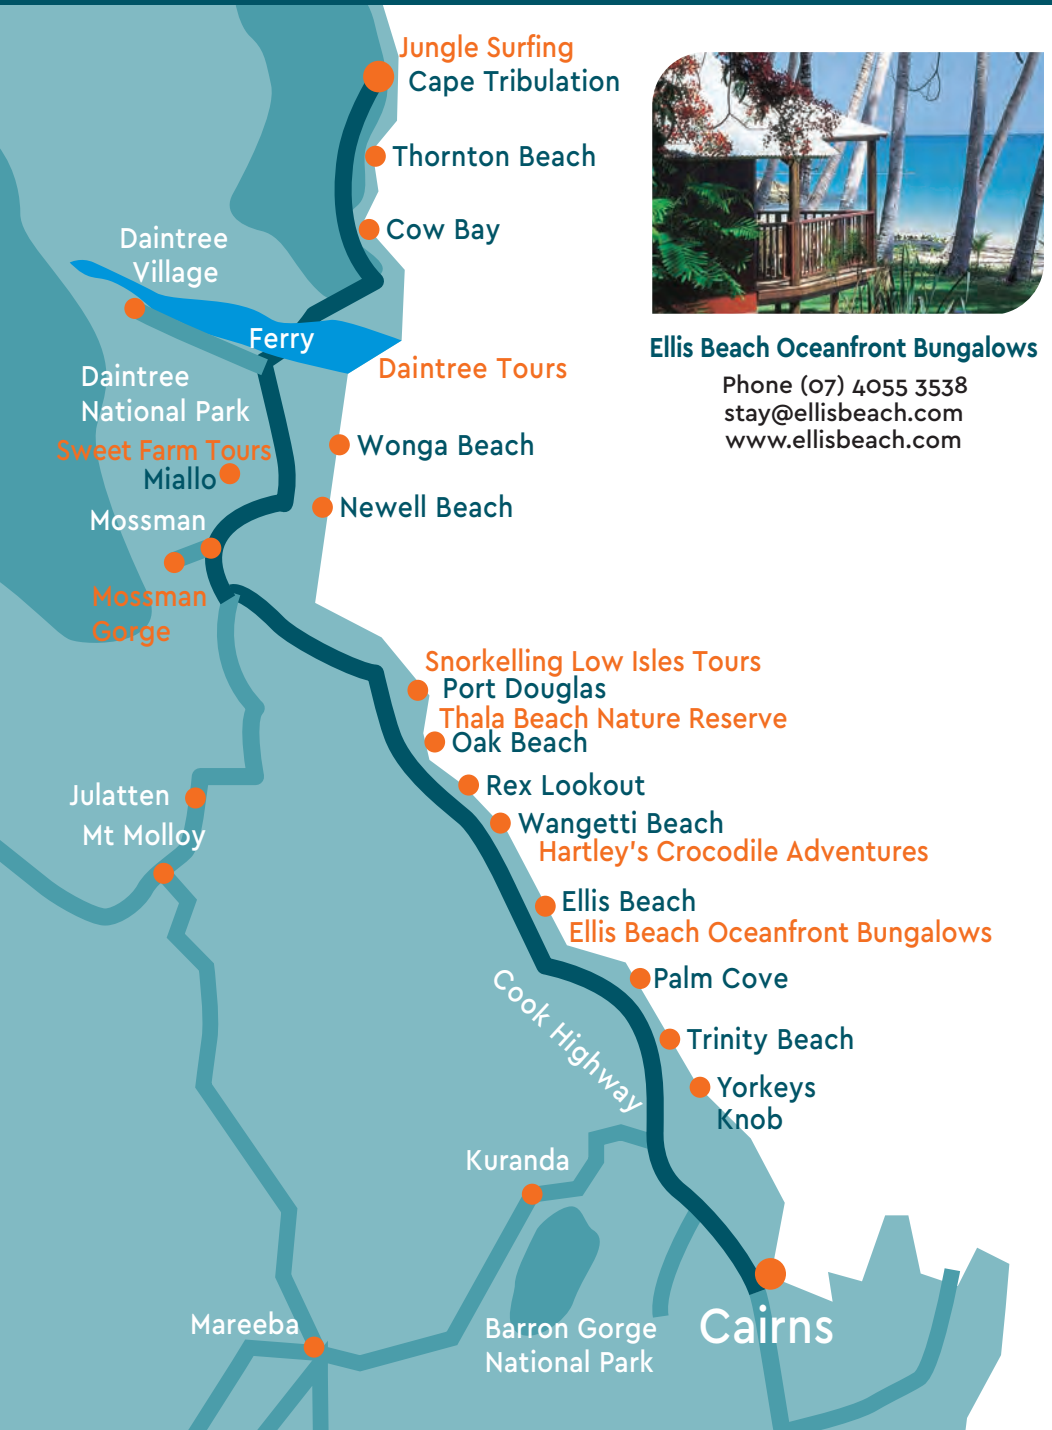 Jungle Surfing
Cape Tribulation
Thornton Beach
Cow Bay
Daintree
Village
Ferry
Daintree Tours
Ellis Beach Oceanfront Bungalows
Phone (07) 4055 3538
stay@ellisbeach.com
www.ellisbeach.com
Daintree
National Park
Sweet Farm Tours
Miallo
Wonga Beach
Newell Beach
Mossman
Mossman
Gorge
Snorkelling Low Isles Tours
Port Douglas
Thala Beach Nature Reserve
Oak Beach
Rex Lookout
Julatten
Wangetti Beach
Mt Molloy
Hartley's Crocodile Adventures
Ellis Beach
Ellis Beach Oceanfront Bungalows
Palm Cove
Cook Highway
Trinity Beach
Yorkeys
Knob
Kuranda
Mareeba
Barron Gorge
National Park
Cairns